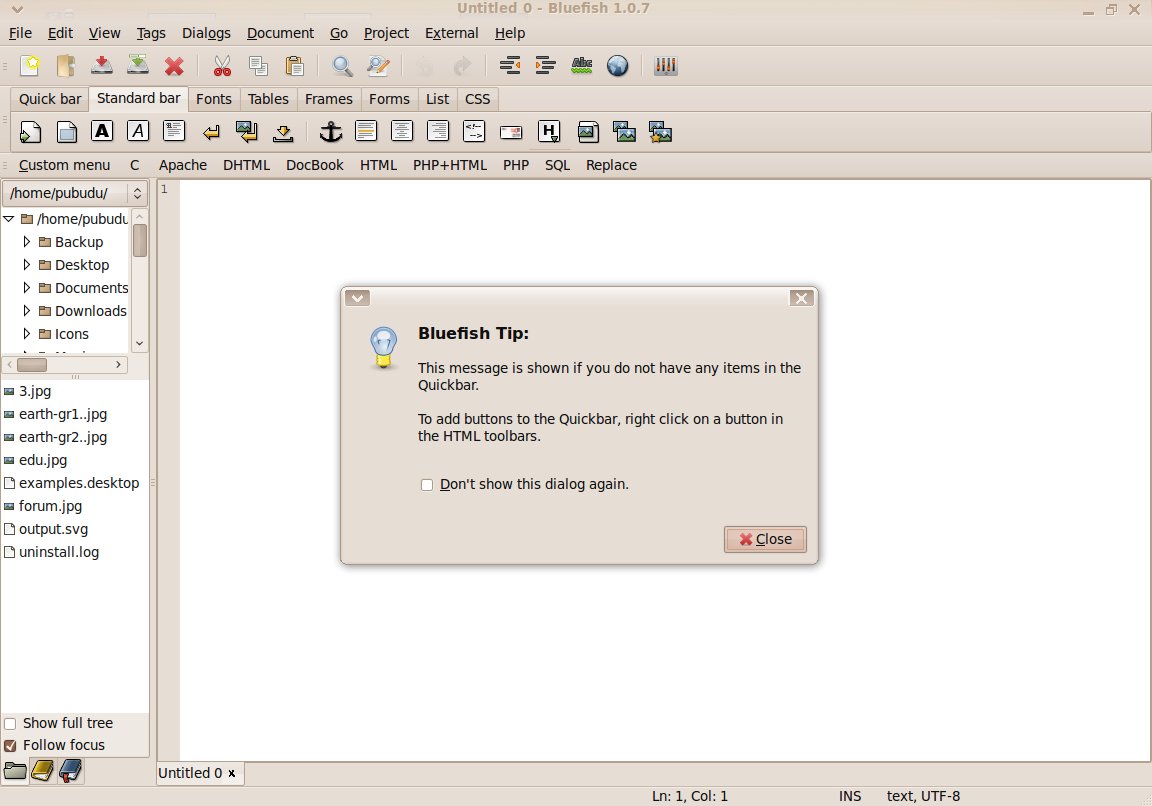 Untitled 0 - Bluefish 1.0.7
File Edit View Tags Dialogs Document Go Project External Help
Abc
Quick bar Standard bar Fonts Tables Frames Forms List CSS
A A H
Custom menu C Apache DHTML DocBook HTML PHP+HTML PHP SQL Replace
/home/pubudu/
1
/home/pubudu
Backup
Desktop
Documents
Downloads
Icons
3.jpg
earth-gr1..jpg
earth-gr2..jpg
edu.jpg
examples.desktop
forum.jpg
output.svg
uninstall.log
Show full tree
Follow focus
Bluefish Tip:
This message is shown if you do not have any items in the
Quickbar.
To add buttons to the Quickbar, right click on a button in
the HTML toolbars.
Don't show this dialog again.
Close
Untitled 0 x
Ln: 1, Col: 1 INS text, UTF-8